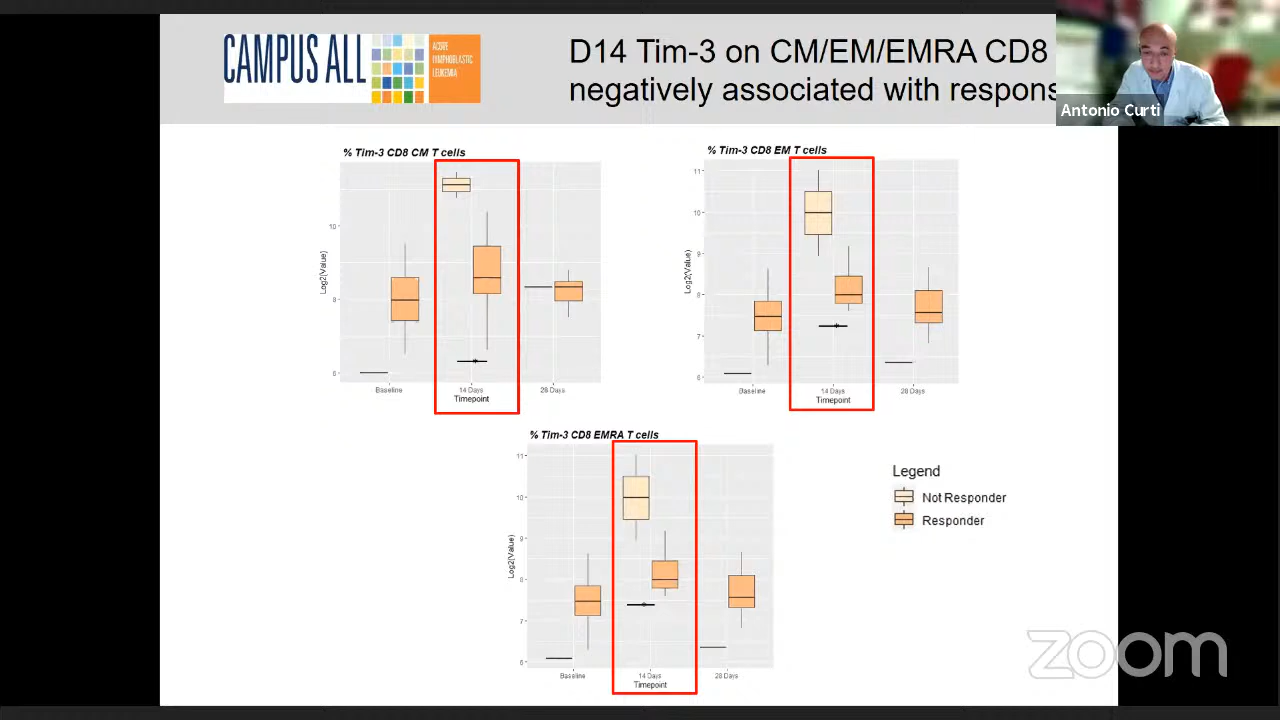 CAMPUS ALL
ACUTE
LYMPHOBLASTIC
LEUKEMIA
D14 Tim-3 on CM/EM/EMRA CD8
negatively associated with respons
Antonio Curti
% Tim-3 CD8 CM T cells
Log2(Value)
10
8
6
Baseline
14 Days
28 Days
Timepoint
% Tim-3 CD8 EM T cells
Log2(Value)
11
10
9
8
7
6
Baseline
14 Days
28 Days
Timepoint
% Tim-3 CD8 EMRA T cells
Log2(Value)
11
10
9
8
7
6
Baseline
14 Days
28 Days
Timepoint
Legend
Not Responder
Responder
zoom